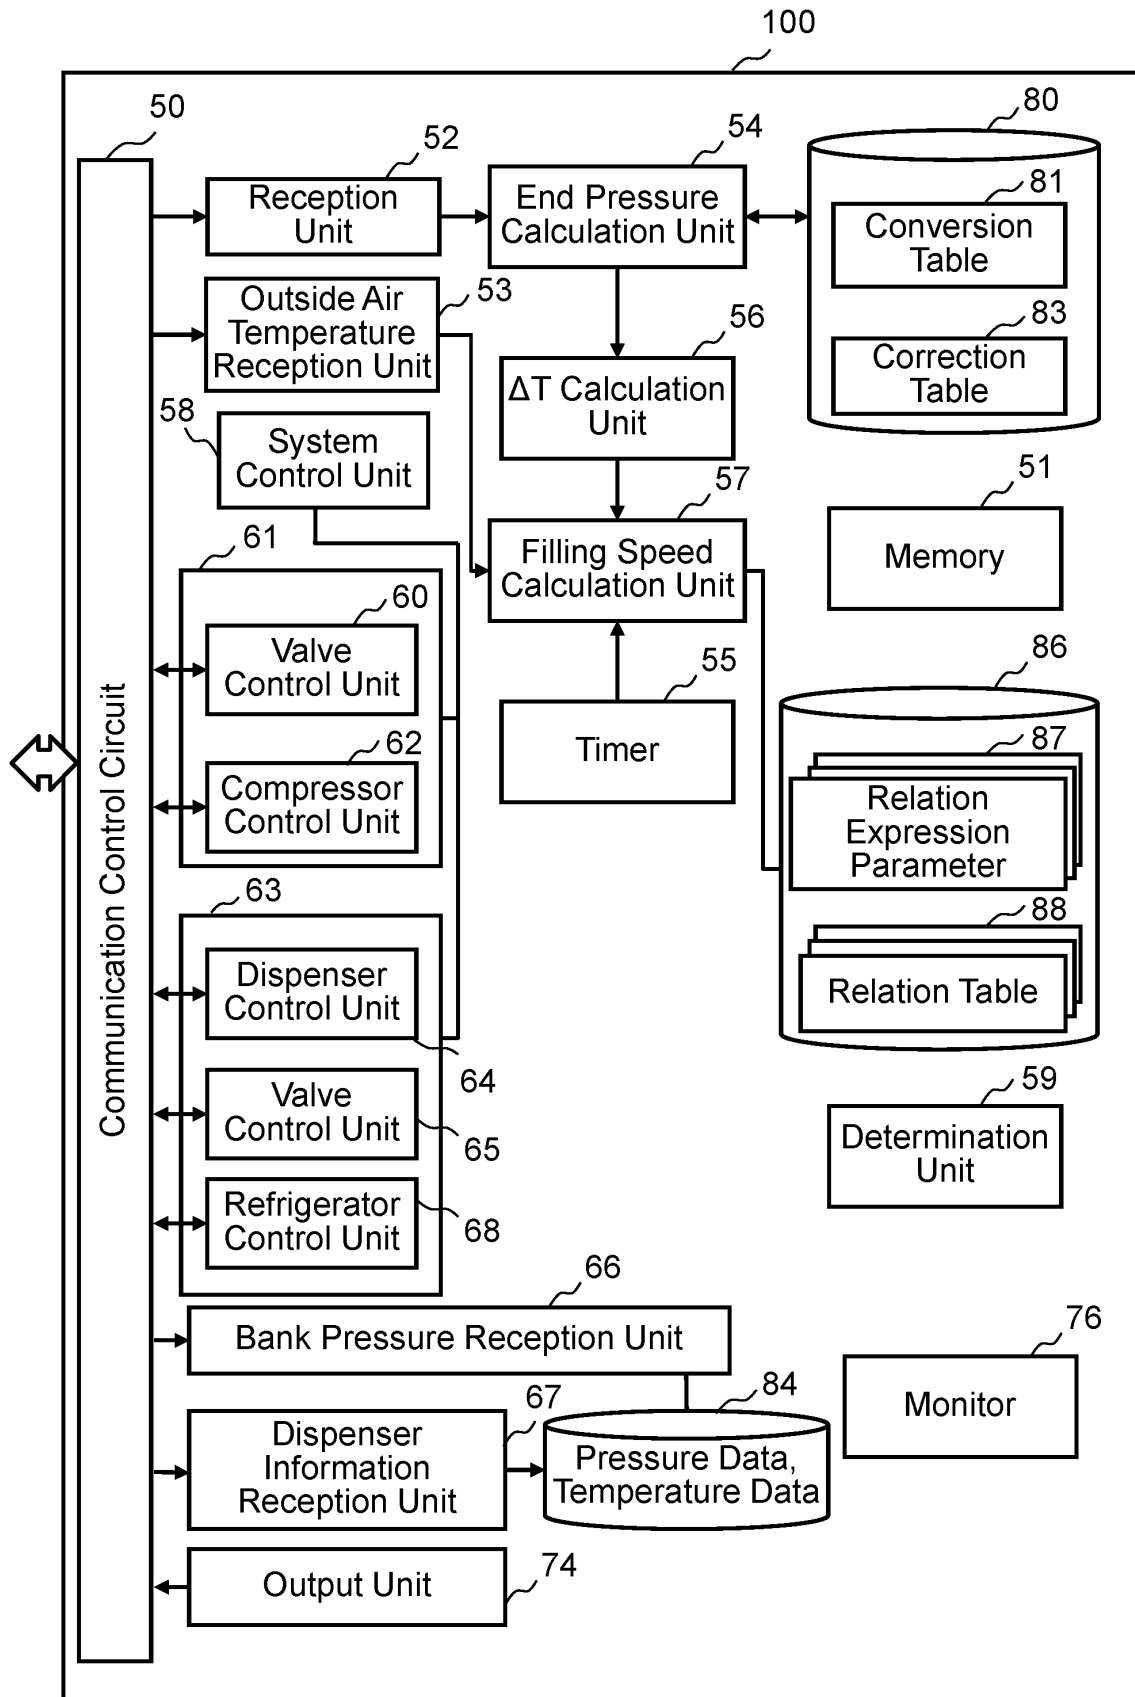 100
50
52
54
80
Reception
Unit
End Pressure
Calculation Unit
81
Conversion
Table
53
Outside Air
Temperature
Reception Unit
56
83
Correction
Table
ΔT Calculation
Unit
58
System
Control Unit
57
51
Filling Speed
Calculation Unit
Memory
61
60
Valve
Control Unit
55
Timer
86
62
Compressor
Control Unit
87
Relation
Expression
Parameter
Communication Control Circuit
63
88
Relation Table
Dispenser
Control Unit
64
59
Determination
Unit
Valve
Control Unit
65
Refrigerator
Control Unit
68
66
Bank Pressure Reception Unit
76
Monitor
84
Pressure Data,
Temperature Data
67
Dispenser
Information
Reception Unit
74
Output Unit